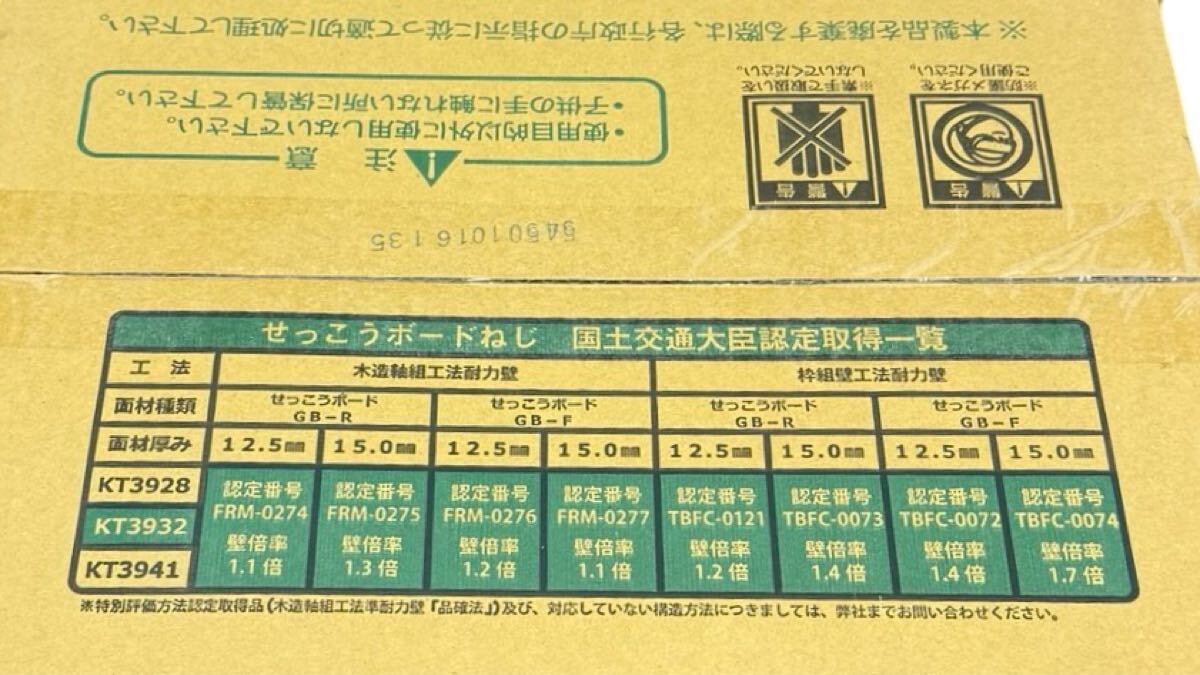 ※本製品を廃棄する際は、各行政庁の指示に従って適切に処理して下さい。
注意
・使用目的以外に使用しないで下さい。
・子供の手に触れない所に保管して下さい。
警告
※素手で取扱いを
しないでください。
警告
※防塵メガネを
ご使用ください。
54501016 135
せっこうボードねじ 国土交通大臣認定取得一覧
工法 木造軸組工法耐力壁 枠組壁工法耐力壁
面材種類 せっこうボード GB-R せっこうボード GB-F せっこうボード GB-R せっこうボード GB-F
面材厚み 12.5㎜ 15.0㎜ 12.5㎜ 15.0㎜ 12.5㎜ 15.0㎜ 12.5㎜ 15.0㎜
KT3928
KT3932
KT3941
認定番号 認定番号 認定番号 認定番号 認定番号 認定番号 認定番号 認定番号
FRM-0274 FRM-0275 FRM-0276 FRM-0277 TBFC-0121 TBFC-0073 TBFC-0072 TBFC-0074
壁倍率 壁倍率 壁倍率 壁倍率 壁倍率 壁倍率 壁倍率 壁倍率
1.1倍 1.3倍 1.2倍 1.1倍 1.2倍 1.4倍 1.4倍 1.7倍
※特別評価方法認定取得品(木造軸組工法準耐力壁『品確法』)及び、対応していない構造方法につきましては、弊社までお問い合わせください。